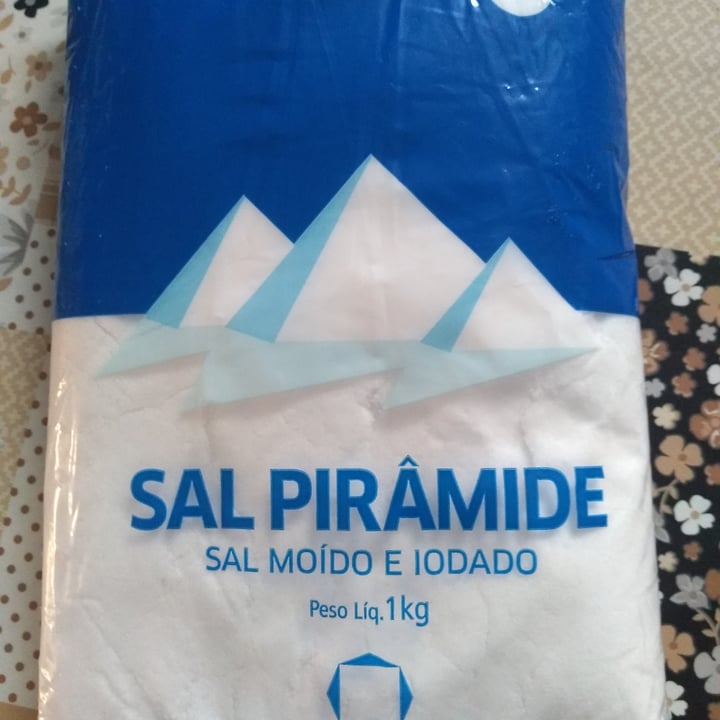 SAL PIRÂMIDE
SAL MOÍDO E IODADO
Peso Líq.1kg